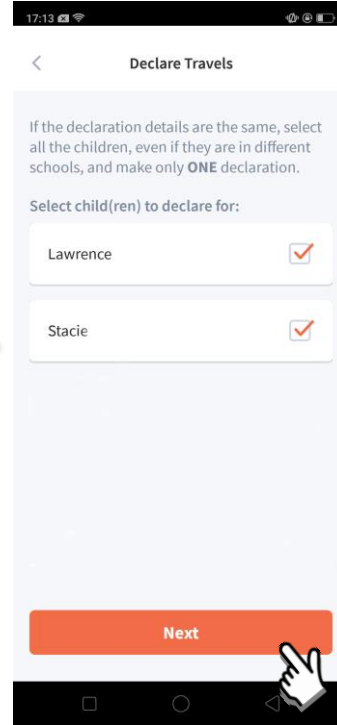 17:13
Declare Travels
If the declaration details are the same, select
all the children, even if they are in different
schools, and make only ONE declaration.
Select child(ren) to declare for:
Lawrence
Stacie
Next